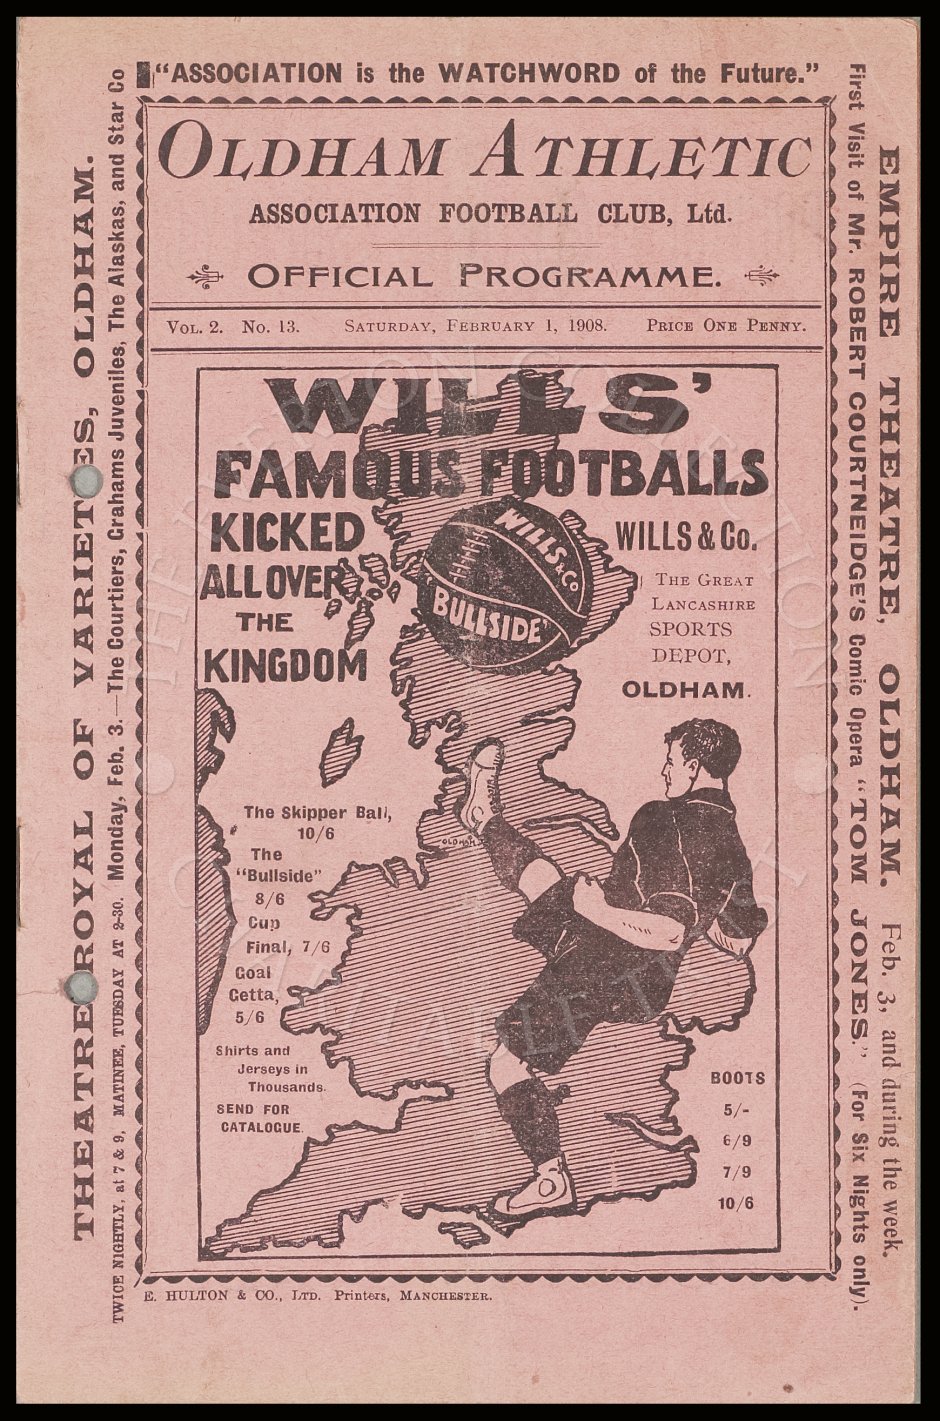 "ASSOCIATION is the WATCHWORD of the Future."
OLDHAM ATHLETIC
ASSOCIATION FOOTBALL CLUB, Ltd.
OFFICIAL PROGRAMME.
VOL. 2. NO. 13. SATURDAY, FEBRUARY 1, 1908. PRICE ONE PENNY.
WILLS'
FAMOUS FOOTBALLS
KICKED
ALL OVER
THE
KINGDOM
WILLS & CO
BULLSIDE
WILLS & Co.
THE GREAT
LANCASHIRE
SPORTS
DEPOT,
OLDHAM.
OLDHAM
The Skipper Ball,
10/6
The
"Bullside"
8/6
Cup
Final, 7/6
Goal
Getta,
5/6
Shirts and
Jerseys in
Thousands.
SEND FOR
CATALOGUE.
BOOTS
5/-
6/9
7/9
10/6
E. HULTON & CO., LTD. Printers, MANCHESTER.
THEATRE ROYAL OF VARIETES, OLDHAM.
TWICE NIGHTLY, at 7 & 9, MATINEE, TUESDAY AT 2-30. Monday, Feb. 3.—The Courtiers, Grahams Juveniles, The Alaskas, and Star Co
EMPIRE THEATRE, OLDHAM. Feb. 3, and during the week.
First Visit of Mr. ROBERT COURTNEIDGE'S Comic Opera "TOM JONES." (For Six Nights only).
THE EVERTON COLLECTION
CHARITABLE TRUST